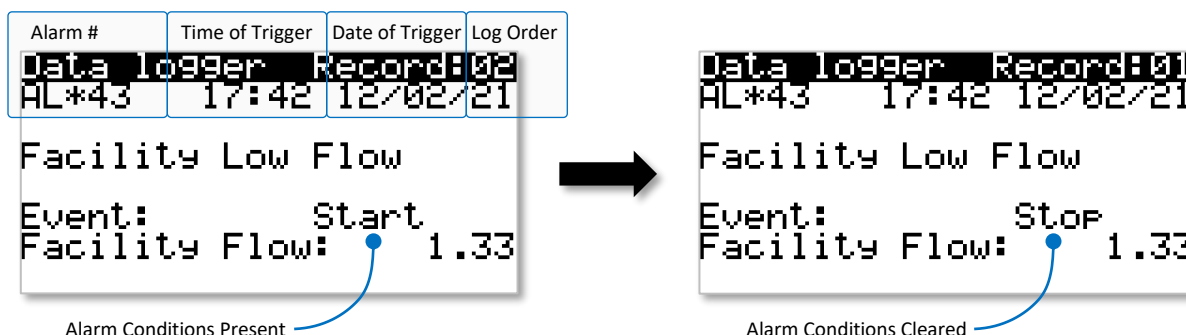 Alarm # Time of Trigger Date of Trigger Log Order
Data logger Record:02
AL*43 17:42 12/02/21
Facility Low Flow
Event: Start
Facility Flow: 1.33
Alarm Conditions Present
Data logger Record:01
AL*43 17:42 12/02/21
Facility Low Flow
Event: Stop
Facility Flow: 1.33
Alarm Conditions Cleared